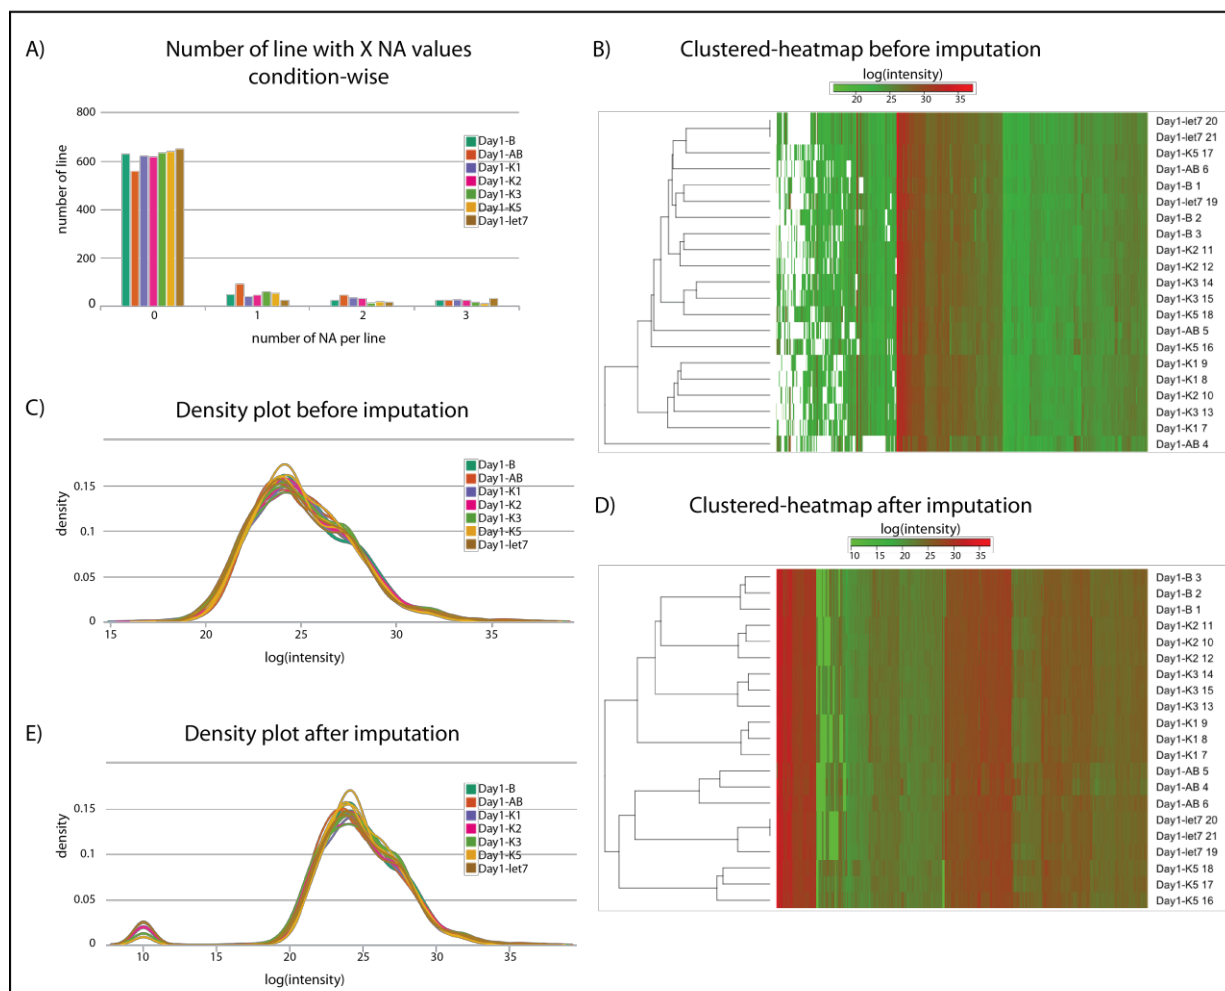 A)
Number of line with X NA values
condition-wise
800
600
400
200
0
number of line
Day1-B
Day1-AB
Day1-K1
Day1-K2
Day1-K3
Day1-K5
Day1-let7
0 1 2 3
number of NA per line
B)
Clustered-heatmap before imputation
log(intensity)
20 25 30 35
Day1-let7 20
Day1-let7 21
Day1-K5 17
Day1-AB 6
Day1-B 1
Day1-let7 19
Day1-B 2
Day1-B 3
Day1-K2 11
Day1-K2 12
Day1-K3 14
Day1-K3 15
Day1-K5 18
Day1-AB 5
Day1-K5 16
Day1-K1 9
Day1-K1 8
Day1-K2 10
Day1-K3 13
Day1-K1 7
Day1-AB 4
C)
Density plot before imputation
0.15
0.1
0.05
0
density
Day1-B
Day1-AB
Day1-K1
Day1-K2
Day1-K3
Day1-K5
Day1-let7
15 20 25 30 35
log(intensity)
D)
Clustered-heatmap after imputation
log(intensity)
10 15 20 25 30 35
Day1-B 3
Day1-B 2
Day1-B 1
Day1-K2 11
Day1-K2 10
Day1-K2 12
Day1-K3 14
Day1-K3 15
Day1-K3 13
Day1-K1 9
Day1-K1 8
Day1-K1 7
Day1-AB 5
Day1-AB 4
Day1-AB 6
Day1-let7 20
Day1-let7 21
Day1-let7 19
Day1-K5 18
Day1-K5 17
Day1-K5 16
E)
Density plot after imputation
0.15
0.1
0.05
0
density
Day1-B
Day1-AB
Day1-K1
Day1-K2
Day1-K3
Day1-K5
Day1-let7
10 15 20 25 30 35
log(intensity)